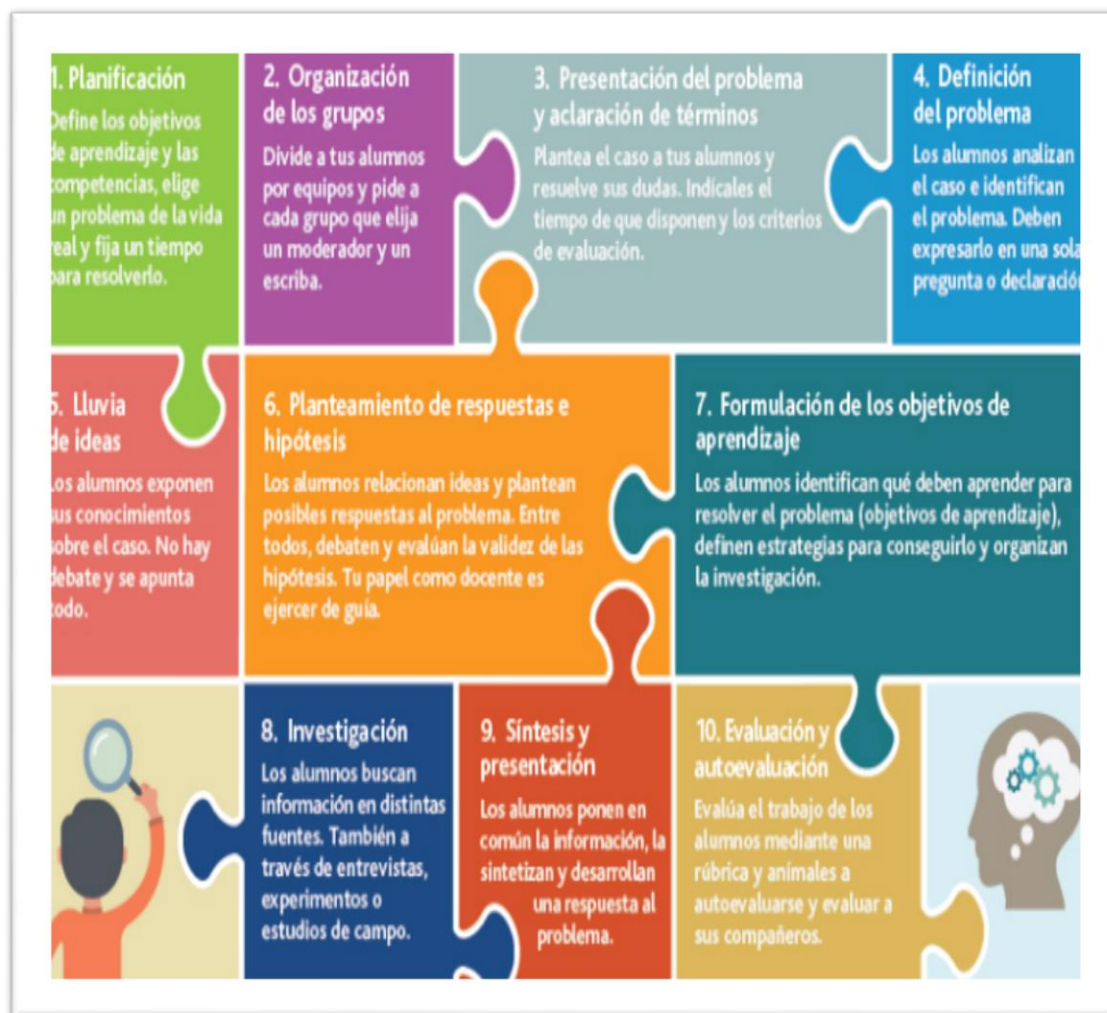 1. Planificación
Define los objetivos
de aprendizaje y las
competencias, elige
un problema de la vida
real y fija un tiempo
para resolverlo.
2. Organización
de los grupos
Divide a tus alumnos
por equipos y pide a
cada grupo que elija
un moderador y un
escriba.
3. Presentación del problema
y aclaración de términos
Plantea el caso a tus alumnos y
resuelve sus dudas. Indícales el
tiempo de que disponen y los criterios
de evaluación.
4. Definición
del problema
Los alumnos analizan
el caso e identifican
el problema. Deben
expresarlo en una sola
pregunta o declaración
5. Lluvia
de ideas
Los alumnos exponen
sus conocimientos
sobre el caso. No hay
debate y se apunta
todo.
6. Planteamiento de respuestas e
hipótesis
Los alumnos relacionan ideas y plantean
posibles respuestas al problema. Entre
todos, debaten y evalúan la validez de las
hipótesis. Tu papel como docente es
ejercer de guía.
7. Formulación de los objetivos de
aprendizaje
Los alumnos identifican qué deben aprender para
resolver el problema (objetivos de aprendizaje),
definen estrategias para conseguirlo y organizan
la investigación.
8. Investigación
Los alumnos buscan
información en distintas
fuentes. También a
través de entrevistas,
experimentos o
estudios de campo.
9. Síntesis y
presentación
Los alumnos ponen en
común la información, la
sintetizan y desarrollan
una respuesta al
problema.
10. Evaluación y
autoevaluación
Evalúa el trabajo de los
alumnos mediante una
rúbrica y anímales a
autoevaluarse y evaluar a
sus compañeros.